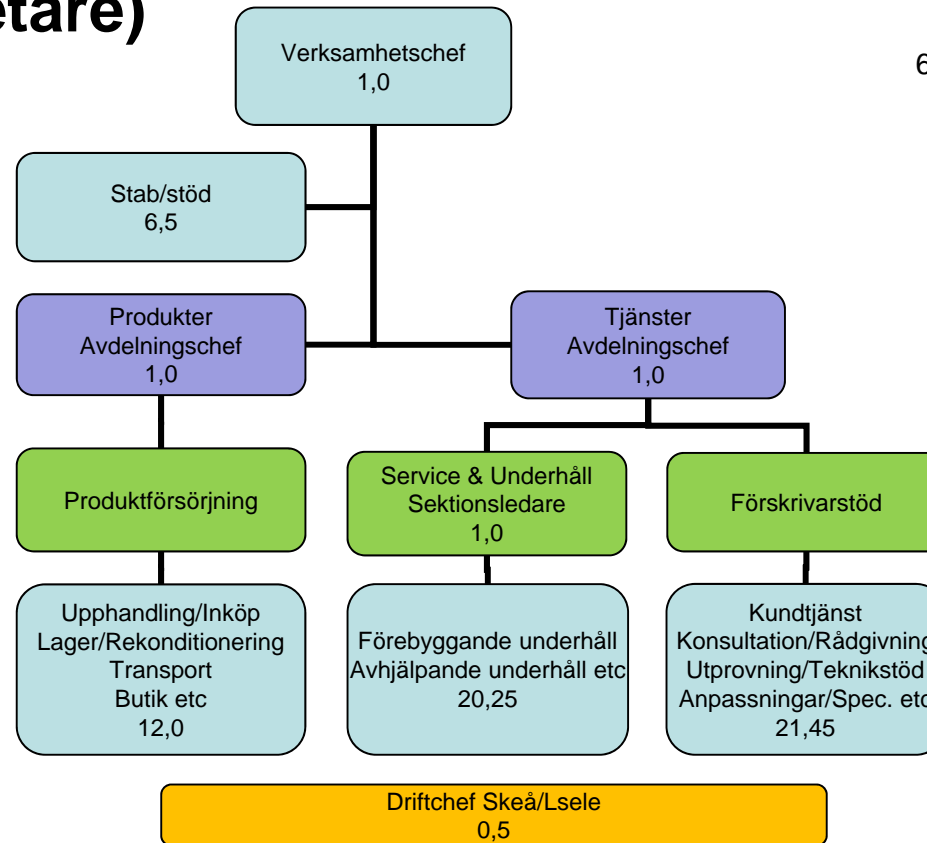 etare)
6
Verksamhetschef
1,0
Stab/stöd
6,5
Produkter
Avdelningschef
1,0
Tjänster
Avdelningschef
1,0
Produktförsörjning
Service & Underhåll
Sektionsledare
1,0
Förskrivarstöd
Upphandling/Inköp
Lager/Rekonditionering
Transport
Butik etc
12,0
Förebyggande underhåll
Avhjälpande underhåll etc
20,25
Kundtjänst
Konsultation/Rådgivning
Utprovning/Teknikstöd
Anpassningar/Spec. etc
21,45
Driftchef Skeå/Lsele
0,5